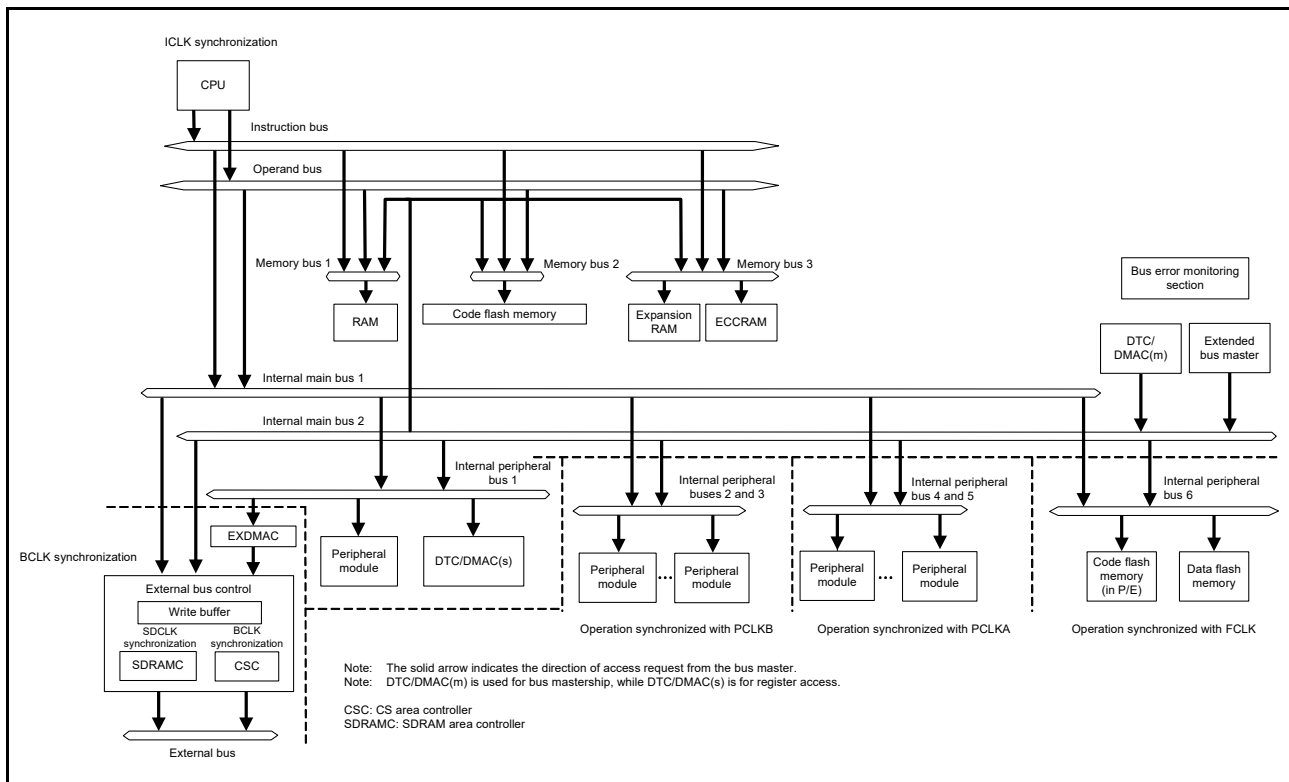 ICLK synchronization
CPU
Instruction bus
Operand bus
Memory bus 1
Memory bus 2
Memory bus 3
Bus error monitoring
section
RAM
Code flash memory
Expansion
RAM
ECCRAM
DTC/
DMAC(m)
Extended
bus master
Internal main bus 1
Internal main bus 2
Internal peripheral
bus 1
Internal peripheral
buses 2 and 3
Internal peripheral
bus 4 and 5
Internal peripheral
bus 6
BCLK synchronization
EXDMAC
Peripheral
module
DTC/DMAC(s)
Peripheral
module
...
Peripheral
module
Peripheral
module
...
Peripheral
module
Code flash
memory
(in P/E)
Data flash
memory
External bus control
Write buffer
SDCLK
synchronization
BCLK
synchronization
SDRAMC
CSC
Operation synchronized with PCLKB
Operation synchronized with PCLKA
Operation synchronized with FCLK
Note: The solid arrow indicates the direction of access request from the bus master.
Note: DTC/DMAC(m) is used for bus mastership, while DTC/DMAC(s) is for register access.
CSC: CS area controller
SDRAMC: SDRAM area controller
External bus